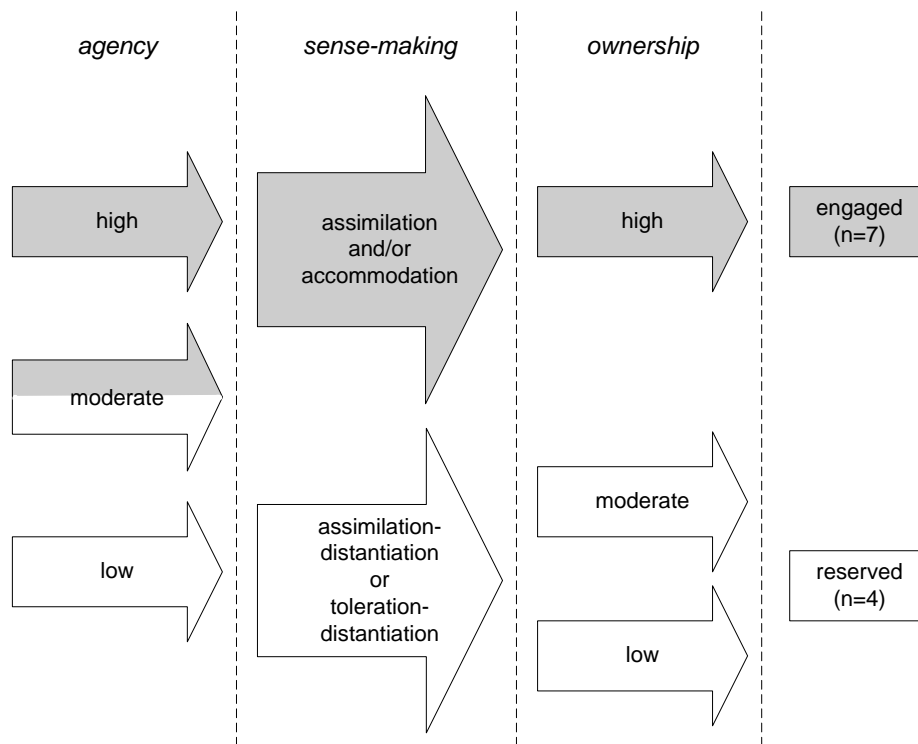 agency
sense-making
ownership
high
assimilation
and/or
accommodation
high
engaged
(n=7)
moderate
low
assimilation-
distantiation
or
toleration-
distantiation
moderate
low
reserved
(n=4)